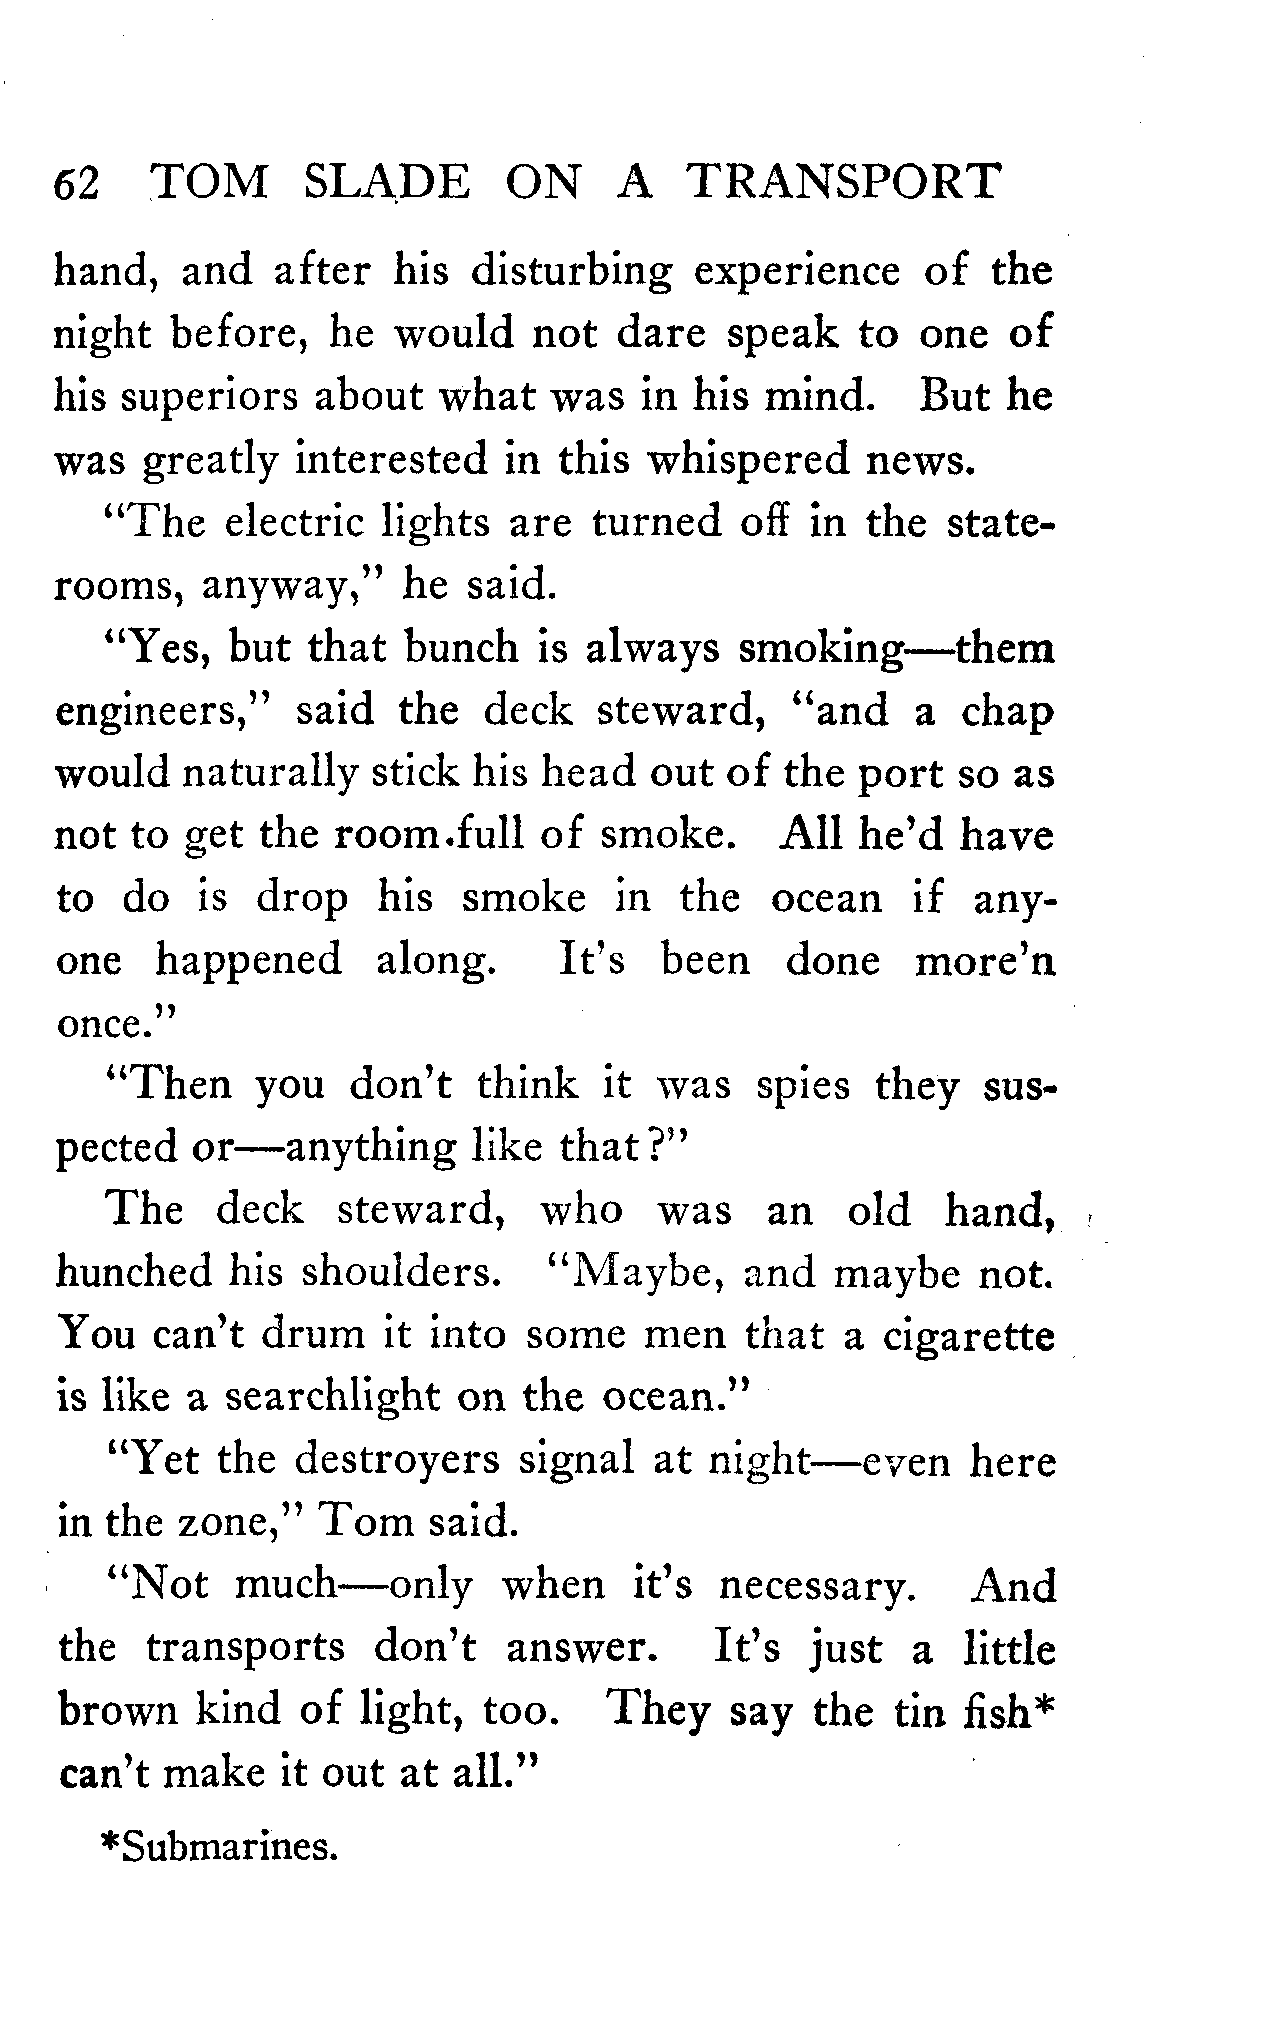 62 TOM SLADE ON A TRANSPORT
hand, and after his disturbing experience of the
night before, he would not dare speak to one of
his superiors about what was in his mind. But he
was greatly interested in this whispered news.
"The electric lights are turned off in the state-
rooms, anyway," he said.
"Yes, but that bunch is always smoking—them
engineers," said the deck steward, "and a chap
would naturally stick his head out of the port so as
not to get the room full of smoke. All he'd have
to do is drop his smoke in the ocean if any-
one happened along. It's been done more'n
once."
"Then you don't think it was spies they sus-
pected or—anything like that?"
The deck steward, who was an old hand,
hunched his shoulders. "Maybe, and maybe not.
You can't drum it into some men that a cigarette
is like a searchlight on the ocean."
"Yet the destroyers signal at night—even here
in the zone," Tom said.
"Not much—only when it's necessary. And
the transports don't answer. It's just a little
brown kind of light, too. They say the tin fish*
can't make it out at all."
*Submarines.